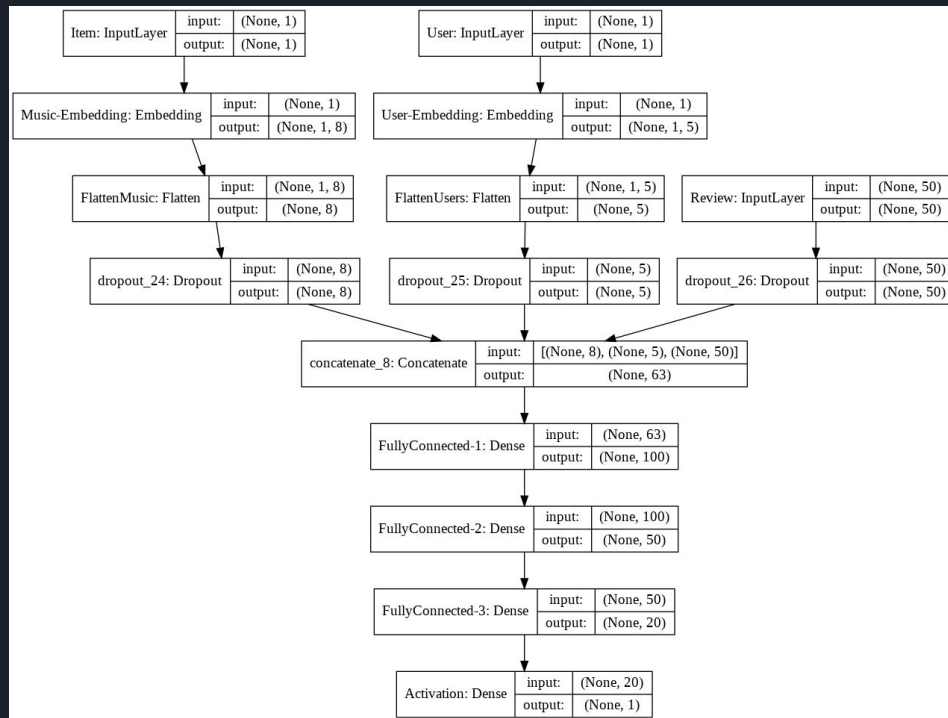 Item: InputLayer input: (None, 1)
output: (None, 1)
User: InputLayer input: (None, 1)
output: (None, 1)
Music-Embedding: Embedding input: (None, 1)
output: (None, 1, 8)
User-Embedding: Embedding input: (None, 1)
output: (None, 1, 5)
FlattenMusic: Flatten input: (None, 1, 8)
output: (None, 8)
FlattenUsers: Flatten input: (None, 1, 5)
output: (None, 5)
Review: InputLayer input: (None, 50)
output: (None, 50)
dropout_24: Dropout input: (None, 8)
output: (None, 8)
dropout_25: Dropout input: (None, 5)
output: (None, 5)
dropout_26: Dropout input: (None, 50)
output: (None, 50)
concatenate_8: Concatenate input: [(None, 8), (None, 5), (None, 50)]
output: (None, 63)
FullyConnected-1: Dense input: (None, 63)
output: (None, 100)
FullyConnected-2: Dense input: (None, 100)
output: (None, 50)
FullyConnected-3: Dense input: (None, 50)
output: (None, 20)
Activation: Dense input: (None, 20)
output: (None, 1)